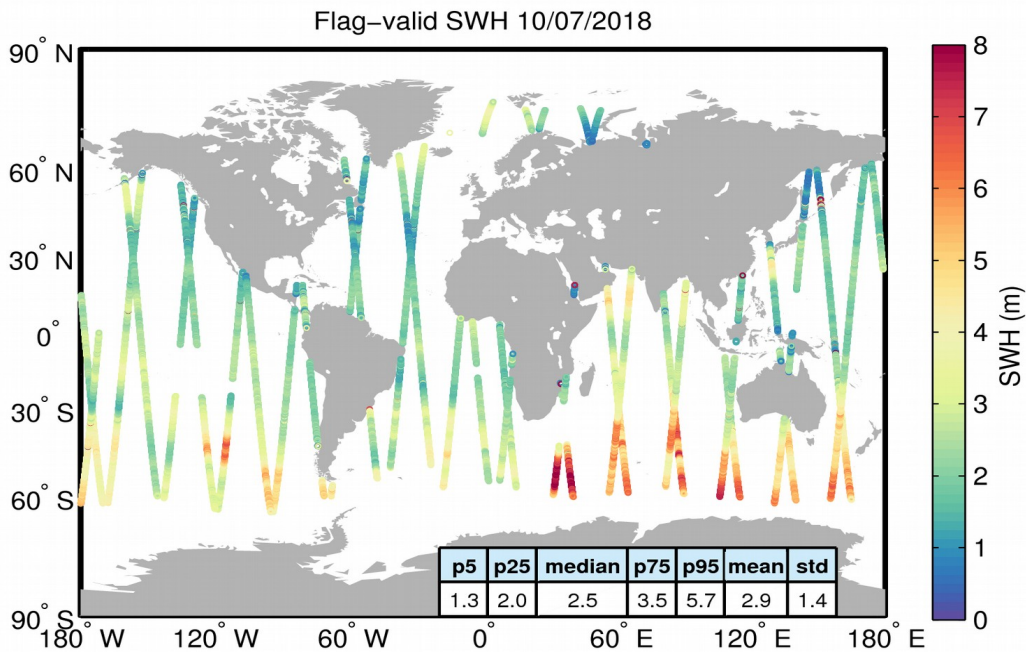 Flag−valid SWH 10/07/2018
90° N
60° N
30° N
0°
30° S
60° S
90° S
180° W
120° W
60° W
0°
60° E
120° E
180° E
8
7
6
5
4
3
2
1
0
SWH (m)
p5 p25 median p75 p95 mean std
1.3 2.0 2.5 3.5 5.7 2.9 1.4